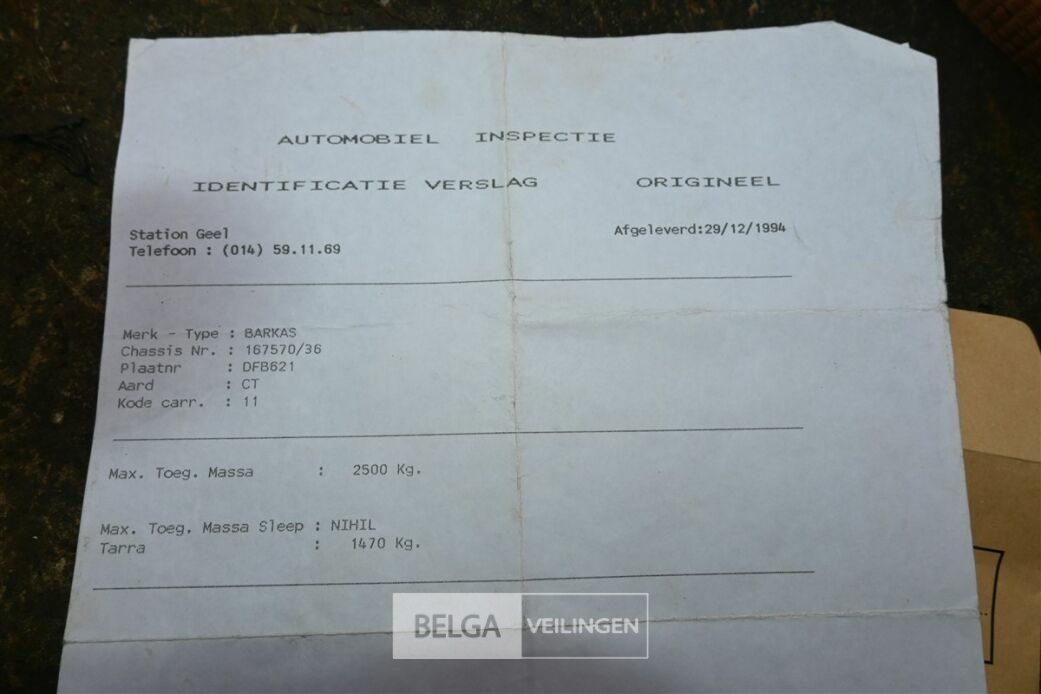 AUTOMOBIEL INSPECTIE
IDENTIFICATIE VERSLAG ORIGINEEL
Station Geel Afgeleverd:29/12/1994
Telefoon : (014) 59.11.69
Merk - Type : BARKAS
Chassis Nr. : 167570/36
Plaatnr : DFB621
Aard : CT
Kode carr. : 11
Max. Toeg. Massa : 2500 Kg.
Max. Toeg. Massa Sleep : NIHIL
Tarra : 1470 Kg.
BELGA VEILINGEN